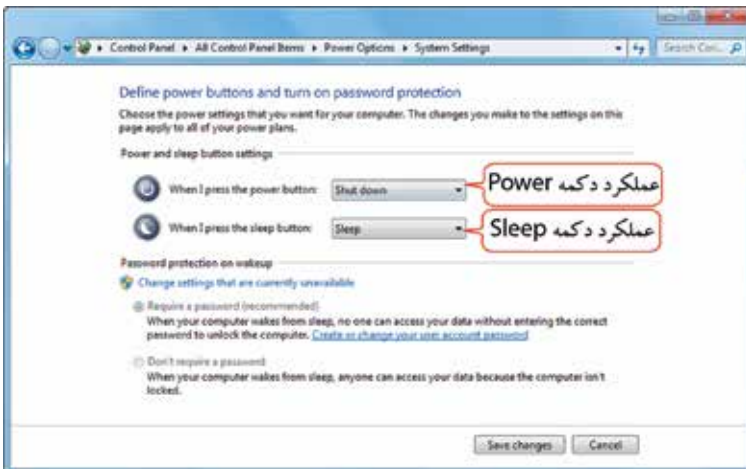 Control Panel ▸ All Control Panel Items ▸ Power Options ▸ System Settings
Define power buttons and turn on password protection
Choose the power settings that you want for your computer. The changes you make to the settings on this
page apply to all of your power plans.
Power and sleep button settings
When I press the power button: Shut down
عملکرد دکمه Power
When I press the sleep button: Sleep
عملکرد دکمه Sleep
Password protection on wakeup
Change settings that are currently unavailable
Require a password (recommended)
When your computer wakes from sleep, no one can access your data without entering the correct
password to unlock the computer. Create or change your user account password
Don't require a password
When your computer wakes from sleep, anyone can access your data because the computer isn't
locked.
Save changes Cancel